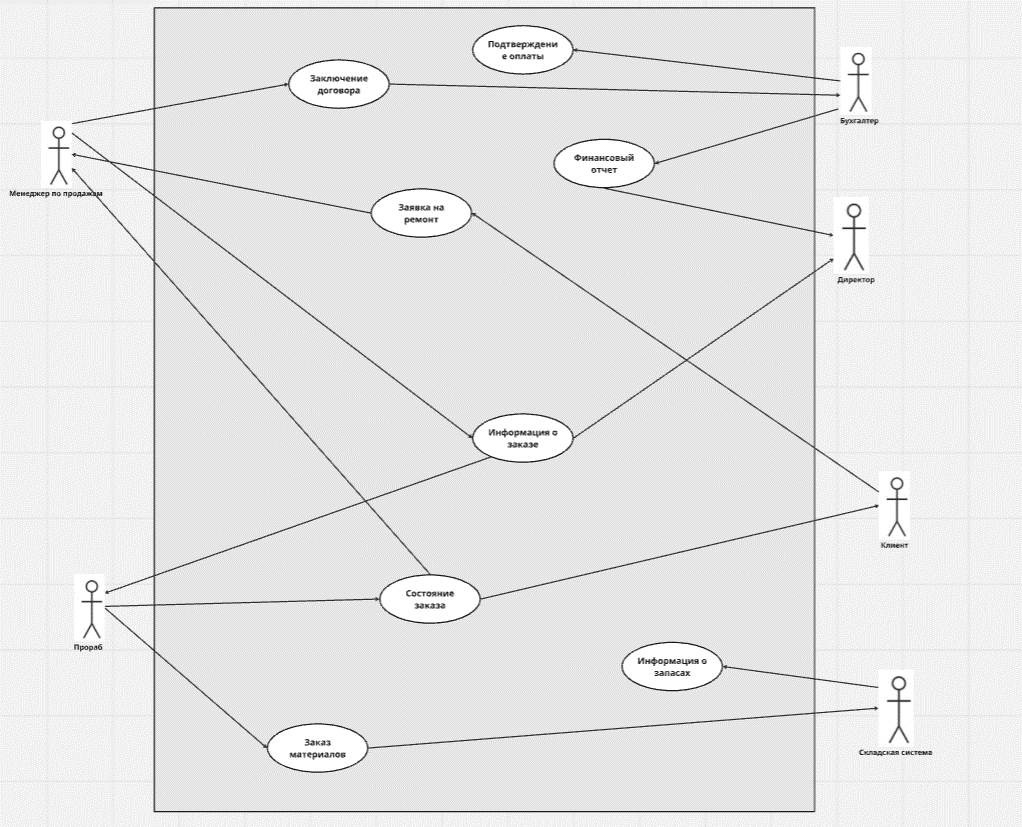 Подтверждени
е оплаты
Заключение
договора
Бухгалтер
Финансовый
отчет
Менеджер по продажам
Заявка на
ремонт
Директор
Информация о
заказе
Клиент
Состояние
заказа
Прораб
Информация о
запасах
Заказ
материалов
Складская система